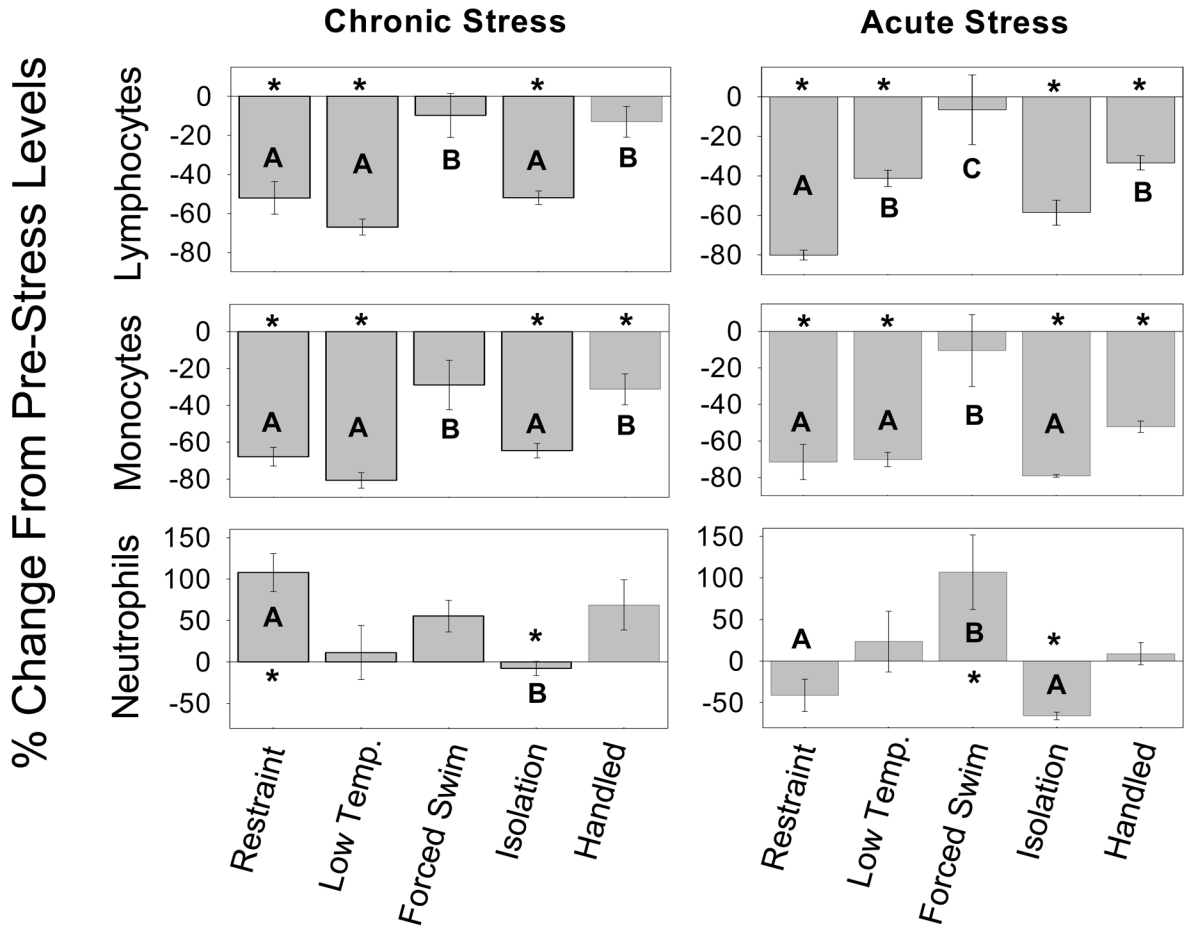 Chronic Stress
Acute Stress
% Change From Pre-Stress Levels
Lymphocytes
0
-20
-40
-60
-80
* * *
A A B A B
0
-20
-40
-60
-80
* * * *
A B C B
Monocytes
0
-20
-40
-60
-80
* * * *
A A B A B
0
-20
-40
-60
-80
* * * *
A A B A
Neutrophils
150
100
50
0
-50
A * * B
150
100
50
0
-50
A B * * A
Restraint
Low Temp.
Forced Swim
Isolation
Handled
Restraint
Low Temp.
Forced Swim
Isolation
Handled